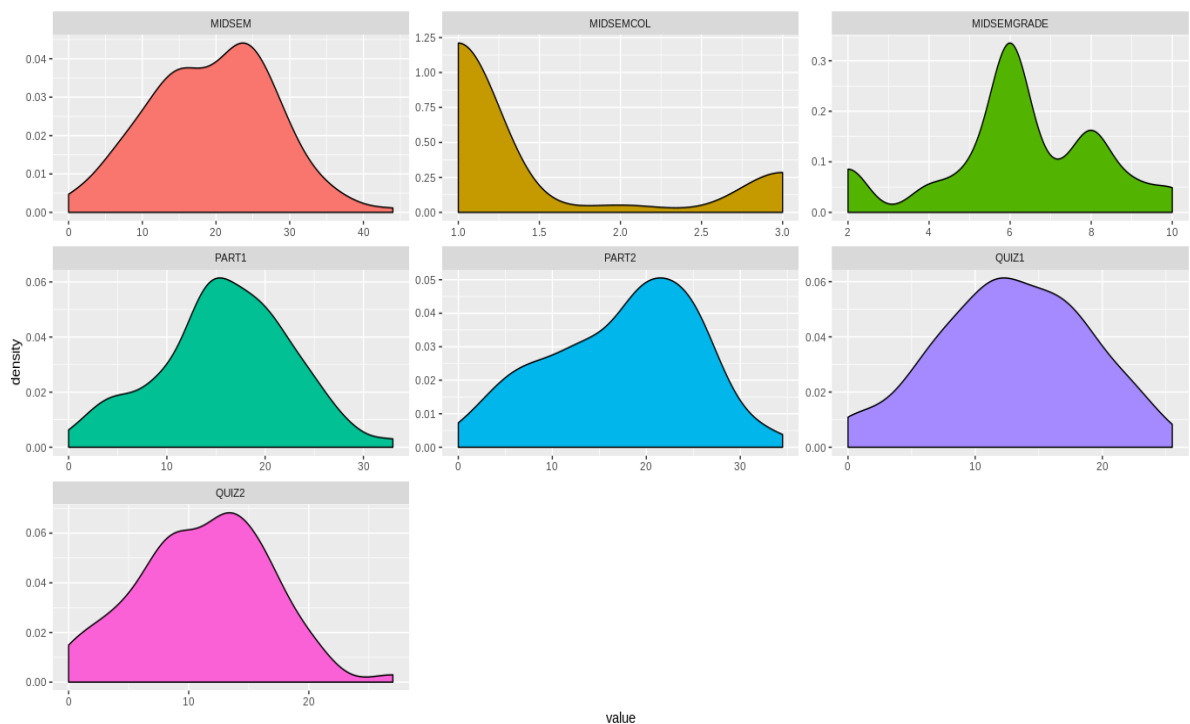 MIDSEM
MIDSEMCOL
MIDSEMGRADE
0.04
0.03
0.02
0.01
0.00
0 10 20 30 40
1.25
1.00
0.75
0.50
0.25
0.00
1.0 1.5 2.0 2.5 3.0
0.3
0.2
0.1
0.0
2 4 6 8 10
PART1
PART2
QUIZ1
density
0.06
0.04
0.02
0.00
0 10 20 30
0.05
0.04
0.03
0.02
0.01
0.00
0 10 20 30
0.06
0.04
0.02
0.00
0 10 20
QUIZ2
0.06
0.04
0.02
0.00
0 10 20
value